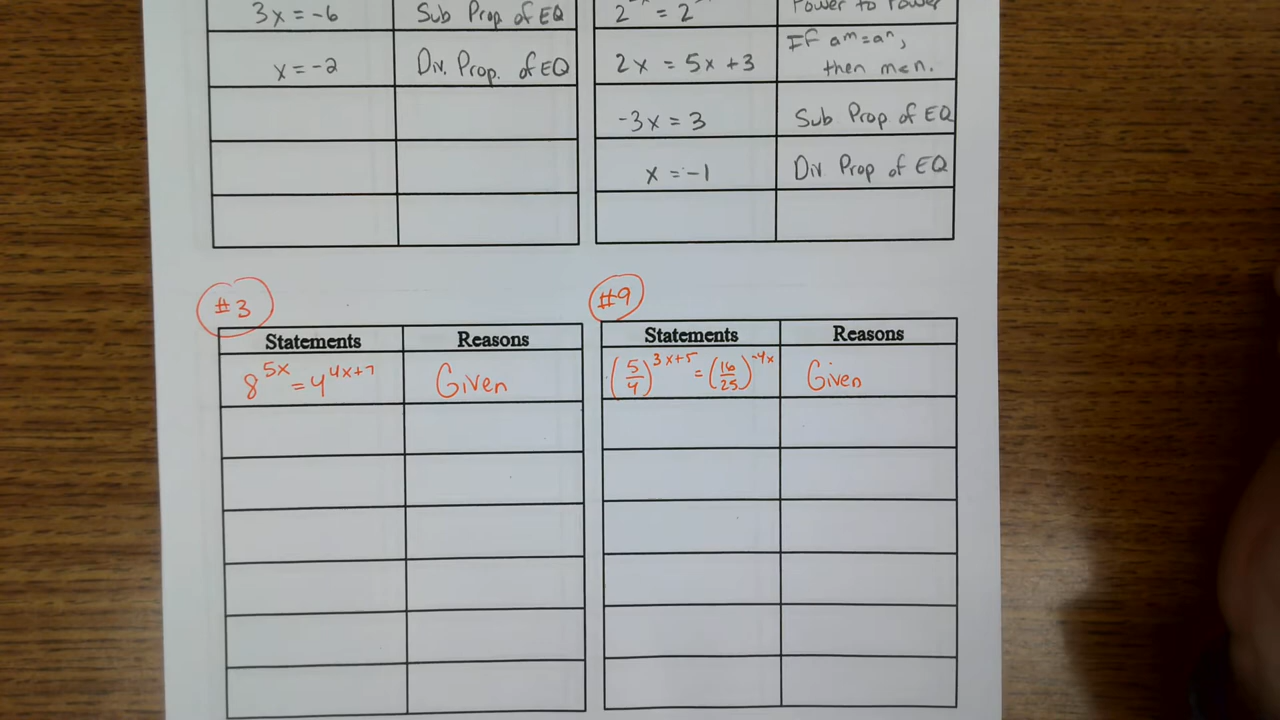 3x = -6 Sub Prop of EQ
x = -2 Div. Prop. of EQ
Power to Power
2x = 5x + 3 If aᵐ=aⁿ, then m=n.
-3x = 3 Sub Prop of EQ
x = -1 Div Prop of EQ
#3
Statements Reasons
8^5x = 4^4x+7 Given
#9
Statements Reasons
(5/4)^3x+5 = (16/25)^-4x Given